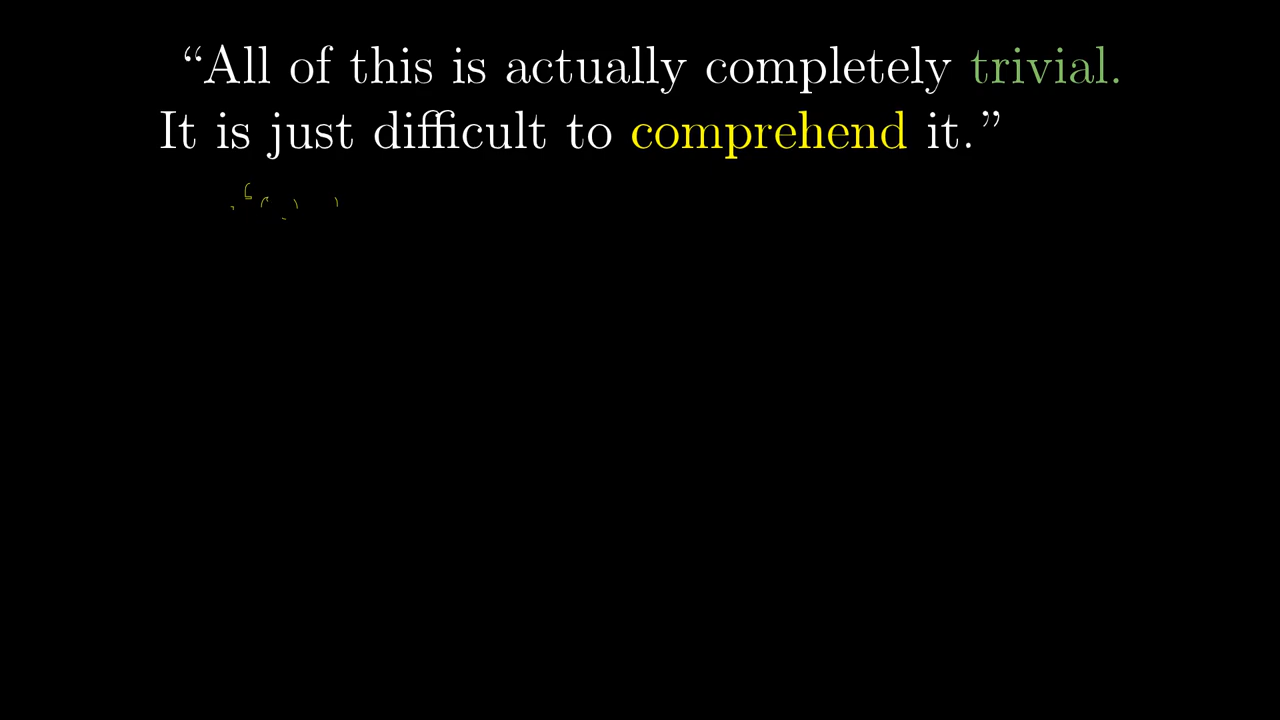 “All of this is actually completely trivial.
It is just difficult to comprehend it.”